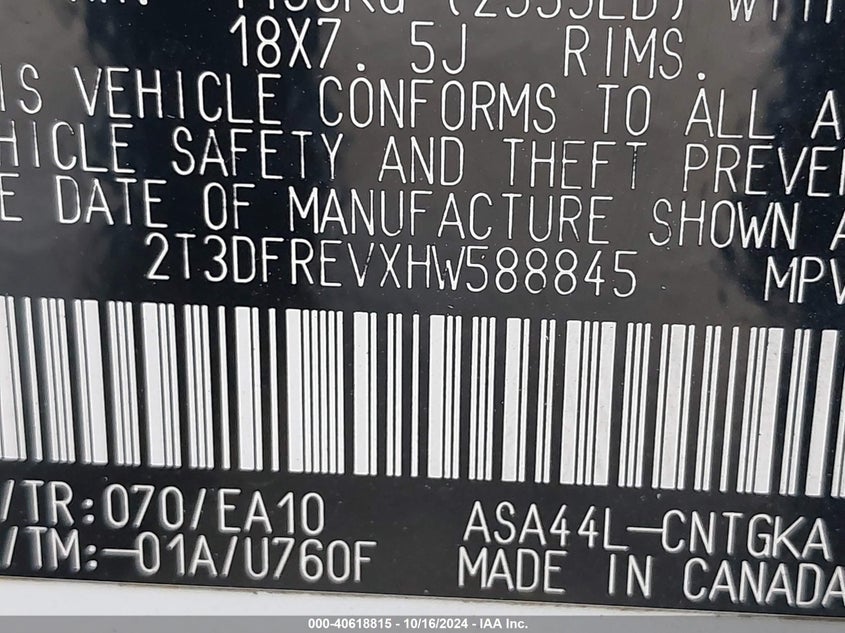 18X7.5J RIMS.
IS VEHICLE CONFORMS TO ALL A
HICLE SAFETY AND THEFT PREVE
E DATE OF MANUFACTURE SHOWN A
2T3DFREVXHW588845 MPV
/TR:070/EA10 ASA44L-CNTGKA
/TM:-01A/U760F MADE IN CANADA
000-40618815 - 10/16/2024 - IAA Inc.